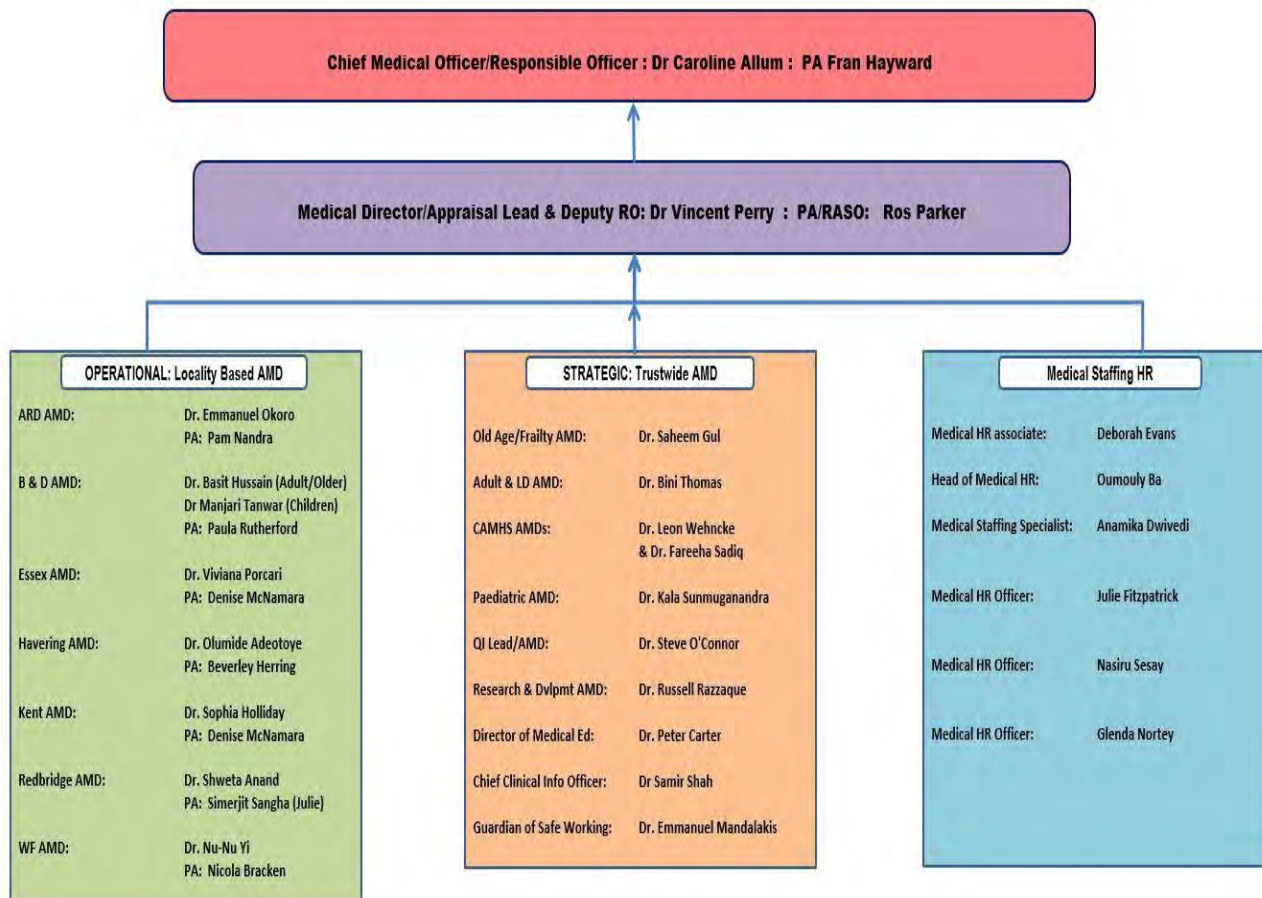 Chief Medical Officer/Responsible Officer : Dr Caroline Allum : PA Fran Hayward
Medical Director/Appraisal Lead & Deputy RO: Dr Vincent Perry : PA/RASO: Ros Parker
OPERATIONAL: Locality Based AMD
ARD AMD: Dr. Emmanuel Okoro
PA: Pam Nandra
B & D AMD: Dr. Basit Hussain (Adult/Older)
Dr Manjari Tanwar (Children)
PA: Paula Rutherford
Essex AMD: Dr. Viviana Porcari
PA: Denise McNamara
Havering AMD: Dr. Olumide Adeotoye
PA: Beverley Herring
Kent AMD: Dr. Sophia Holliday
PA: Denise McNamara
Redbridge AMD: Dr. Shweta Anand
PA: Simerjit Sangha (Julie)
WF AMD: Dr. Nu-Nu Yi
PA: Nicola Bracken
STRATEGIC: Trustwide AMD
Old Age/Frailty AMD: Dr. Saheem Gul
Adult & LD AMD: Dr. Bini Thomas
CAMHS AMDs: Dr. Leon Wehncke
& Dr. Fareeha Sadiq
Paediatric AMD: Dr. Kala Sunmuganandra
QI Lead/AMD: Dr. Steve O'Connor
Research & Dvlpmt AMD: Dr. Russell Razzaque
Director of Medical Ed: Dr. Peter Carter
Chief Clinical Info Officer: Dr Samir Shah
Guardian of Safe Working: Dr. Emmanuel Mandalakis
Medical Staffing HR
Medical HR associate: Deborah Evans
Head of Medical HR: Oumouly Ba
Medical Staffing Specialist: Anamika Dwivedi
Medical HR Officer: Julie Fitzpatrick
Medical HR Officer: Nasiru Sesay
Medical HR Officer: Glenda Nortey